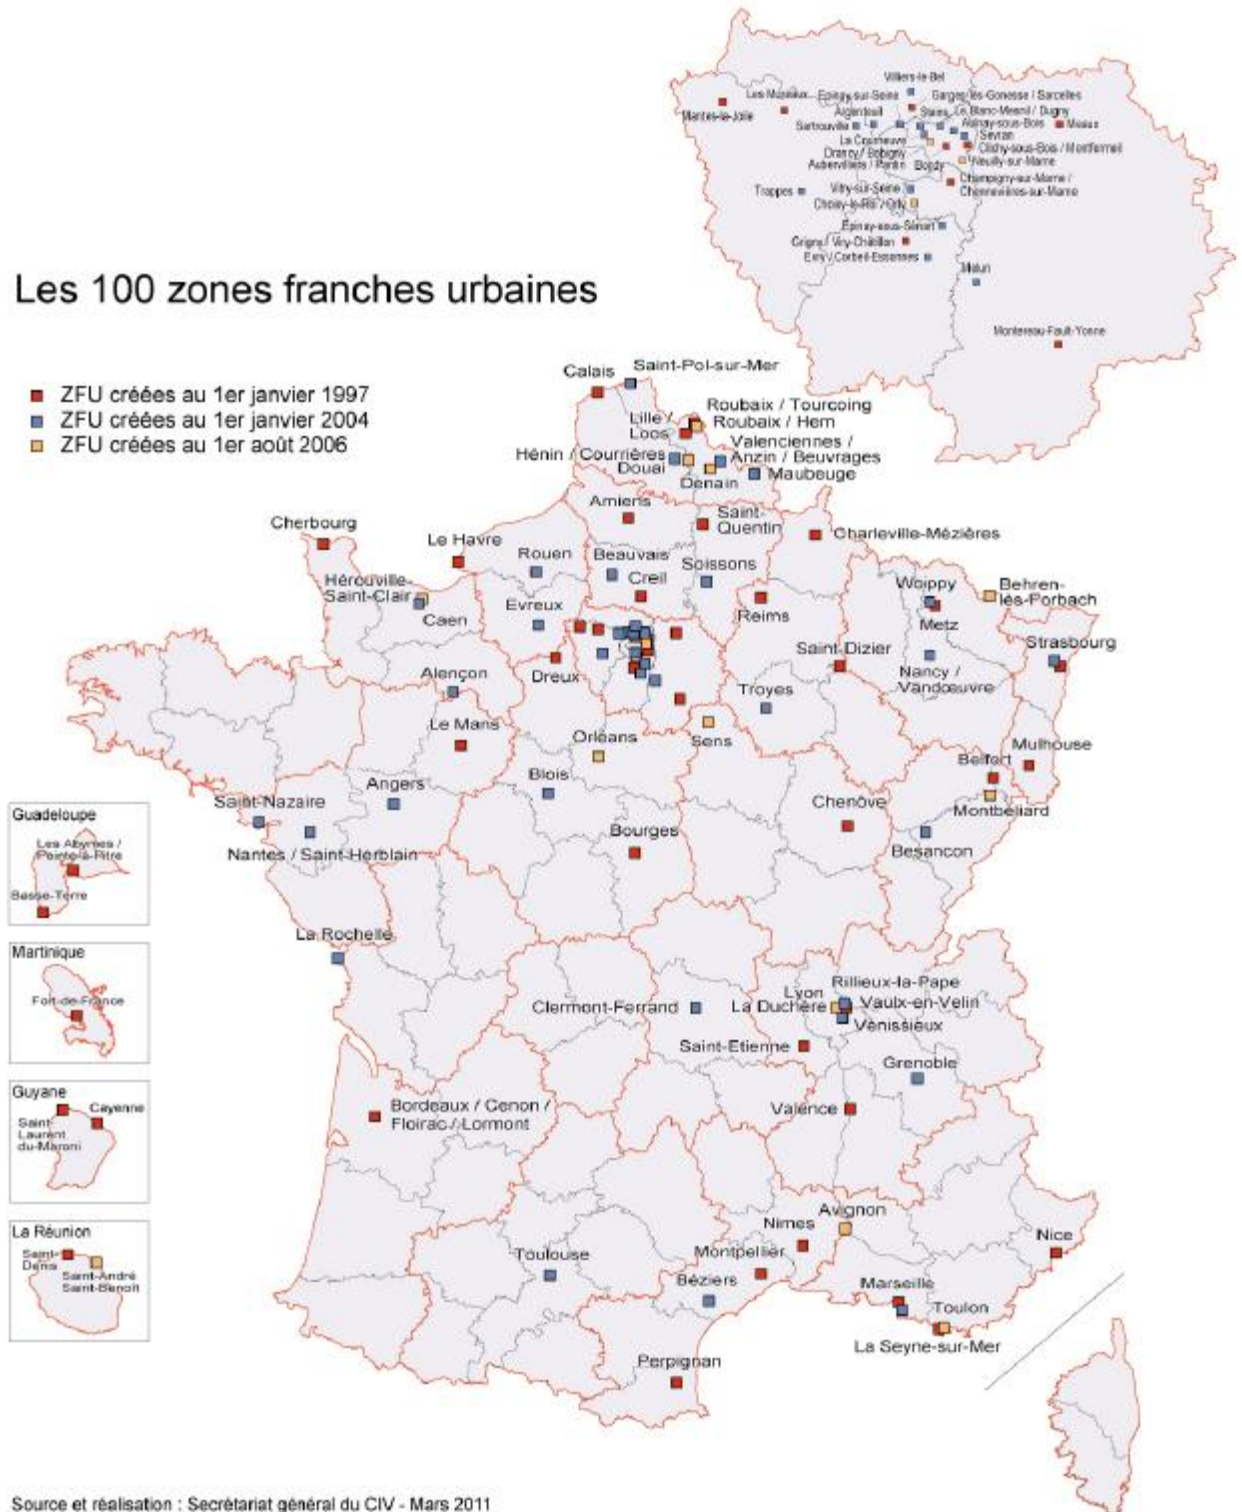 Villiers-le-Bel
Les Mureaux
Epinay-sur-Seine
Garges-lès-Gonesse / Sarcelles
Mantes-la-Jolie
Argenteuil
Stains
Le Blanc-Mesnil / Dugny
Sartrouville
Aulnay-sous-Bois
Meaux
Sevran
La Courneuve
Clichy-sous-Bois / Montfermeil
Drancy / Bobigny
Neuilly-sur-Marne
Aubervilliers / Pantin
Bondy
Champigny-sur-Marne /
Chennevières-sur-Marne
Trappes
Vitry-sur-Seine
Choisy-le-Roi / Orly
Epinay-sous-Sénart
Grigny / Viry-Châtillon
Evry / Corbeil-Essonnes
Melun
Montereau-Fault-Yonne
Les 100 zones franches urbaines
ZFU créées au 1er janvier 1997
ZFU créées au 1er janvier 2004
ZFU créées au 1er août 2006
Calais
Saint-Pol-sur-Mer
Lille /
Loos
Roubaix / Tourcoing
Roubaix / Hem
Hénin / Courrières
Douai
Valenciennes /
Anzin / Beuvrages
Denain
Maubeuge
Amiens
Saint-
Quentin
Charleville-Mézières
Cherbourg
Le Havre
Rouen
Beauvais
Soissons
Creil
Hérouville-
Saint-Clair
Caen
Evreux
Reims
Woippy
Metz
Behren-
lès-Forbach
Strasbourg
Saint-Dizier
Nancy /
Vandœuvre
Alençon
Dreux
Troyes
Le Mans
Orléans
Sens
Mulhouse
Belfort
Montbéliard
Angers
Blois
Chenôve
Saint-Nazaire
Nantes / Saint-Herblain
Bourges
Besancon
Guadeloupe
Les Abymes /
Pointe-à-Pitre
Basse-Terre
La Rochelle
Martinique
Fort-de-France
Clermont-Ferrand
Rillieux-la-Pape
Lyon
La Duchère
Vaulx-en-Velin
Vénissieux
Saint-Etienne
Grenoble
Guyane
Cayenne
Saint-
Laurent
du-Maroni
Bordeaux / Cenon /
Floirac / Lormont
Valence
La Réunion
Saint-
Denis
Saint-André
Saint-Benoît
Avignon
Nîmes
Nice
Toulouse
Montpellier
Béziers
Marseille
Toulon
La Seyne-sur-Mer
Perpignan
Source et réalisation : Secrétariat général du CIV - Mars 2011